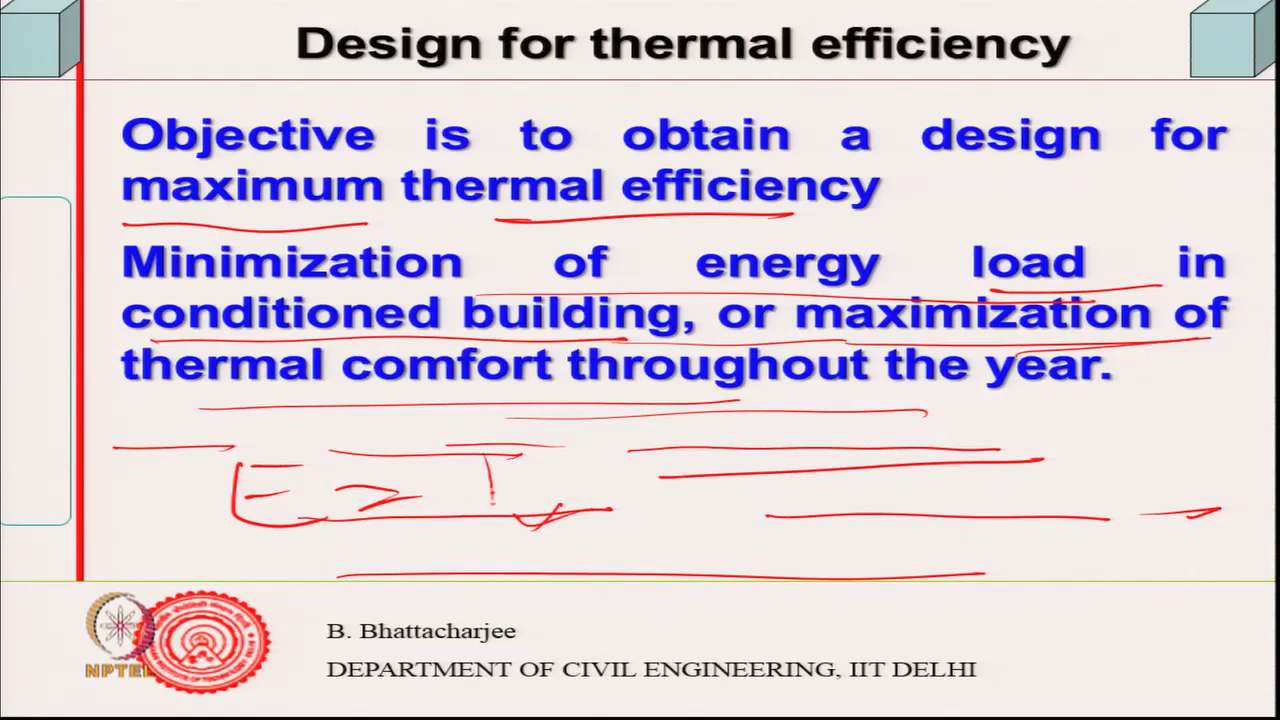 Design for thermal efficiency
Objective is to obtain a design for
maximum thermal efficiency
Minimization of energy load in
conditioned building, or maximization of
thermal comfort throughout the year.
B. Bhattacharjee
NPTEL
DEPARTMENT OF CIVIL ENGINEERING, IIT DELHI